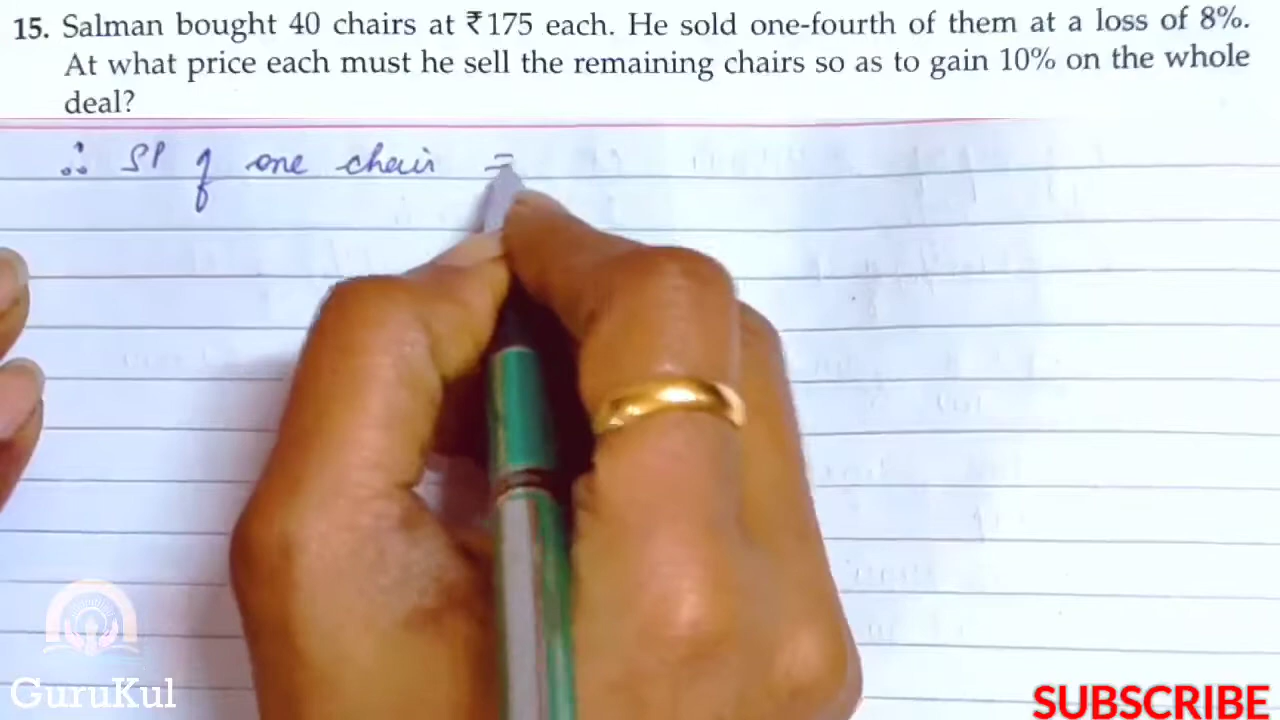 15. Salman bought 40 chairs at ₹175 each. He sold one-fourth of them at a loss of 8%.
At what price each must he sell the remaining chairs so as to gain 10% on the whole
deal?
∴ SP of one chair =
GuruKul
SUBSCRIBE